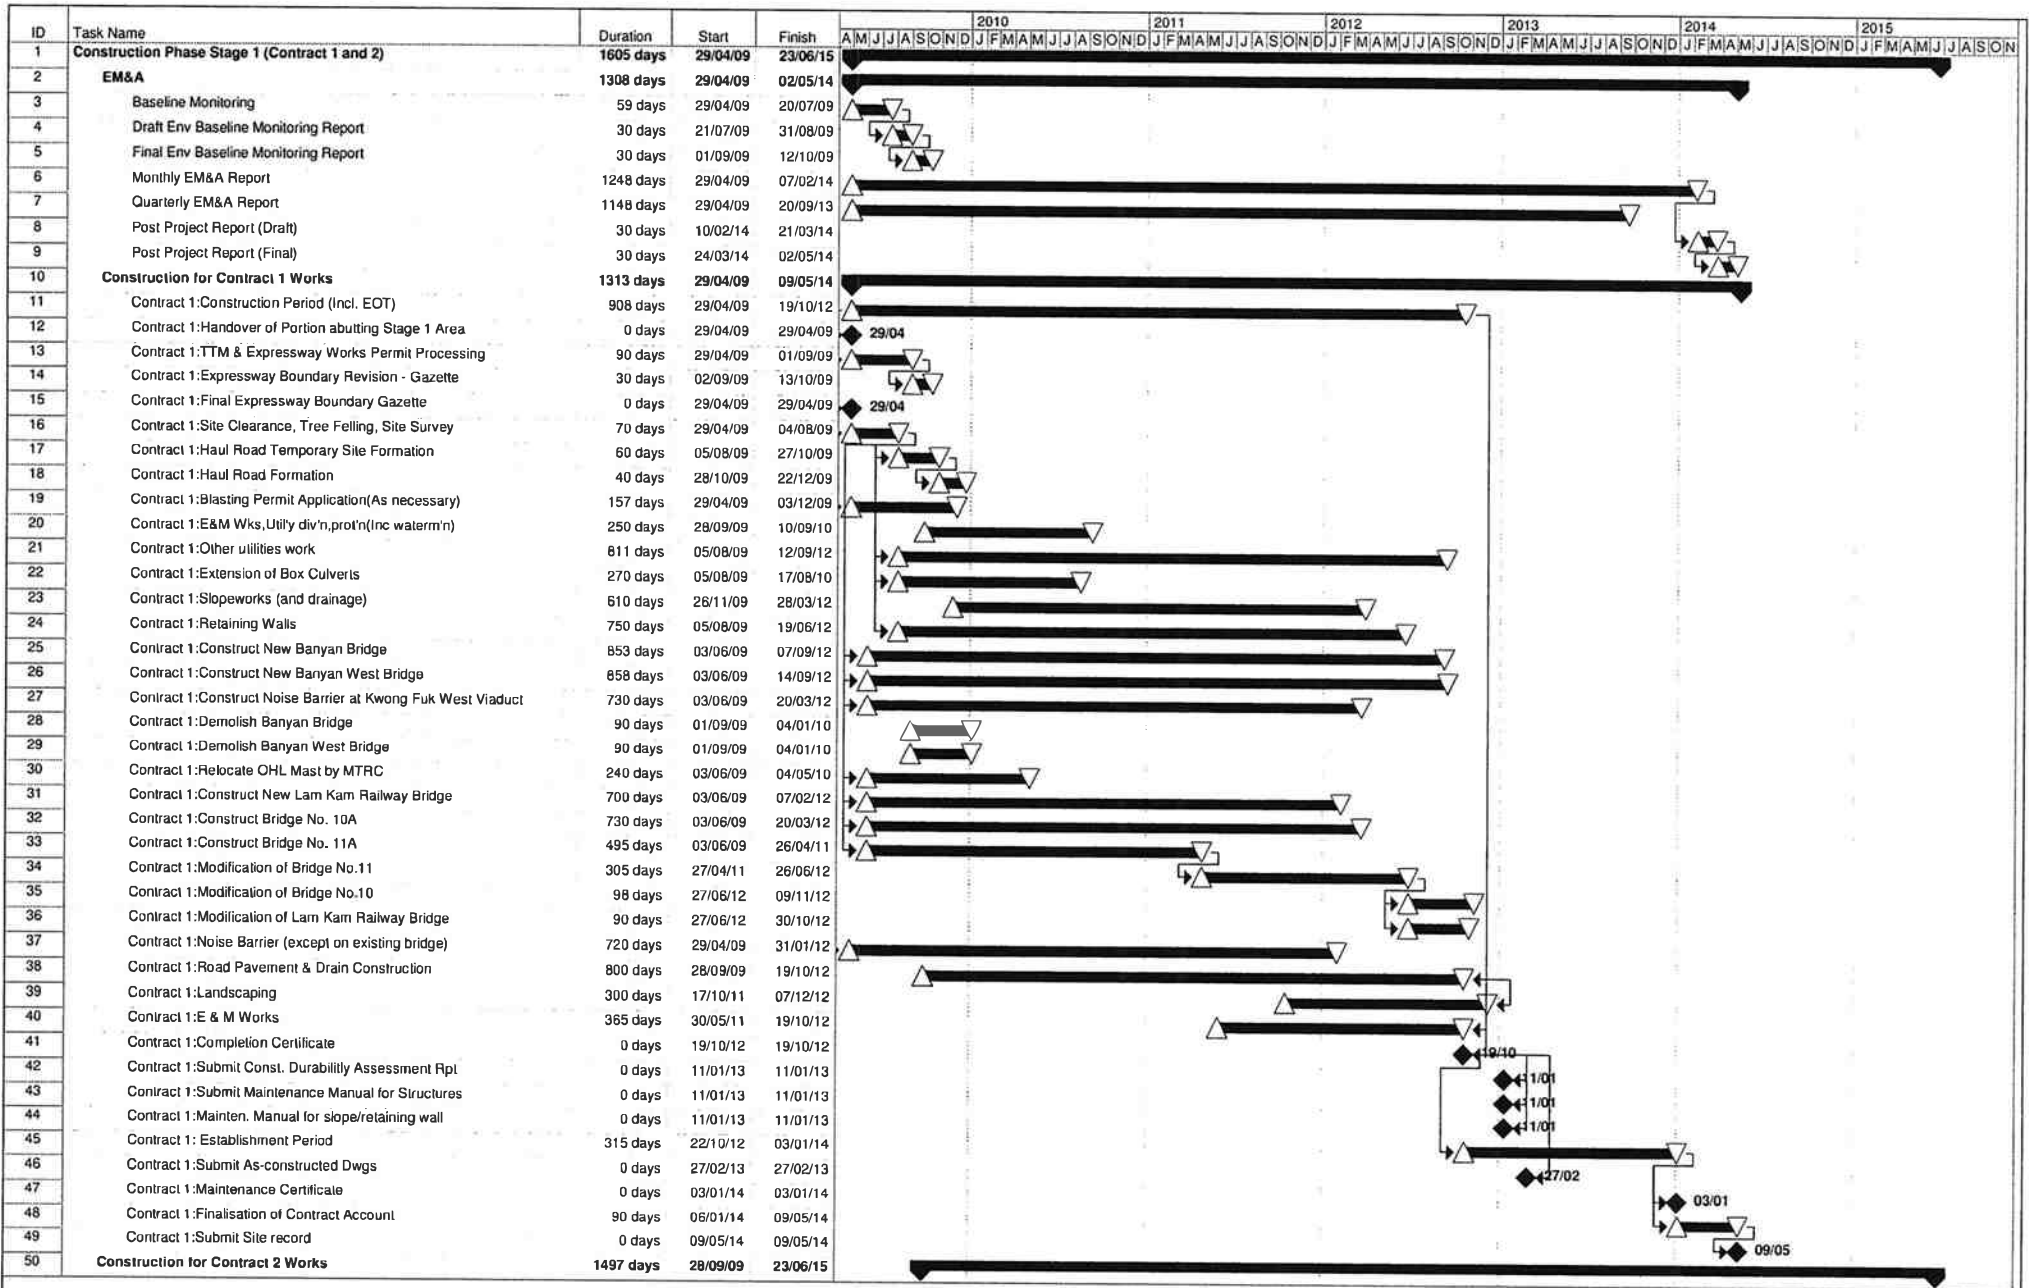 2010 2011 2012 2013 2014 2015
ID Task Name Duration Start Finish A M J J A S O N D J F M A M J J A S O N D J F M A M J J A S O N D J F M A M J J A S O N D J F M A M J J A S O N D J F M A M J J A S O N D J F M A M J J A S O N
1 Construction Phase Stage 1 (Contract 1 and 2) 1605 days 29/04/09 23/06/15
2 EM&A 1308 days 29/04/09 02/05/14
3 Baseline Monitoring 59 days 29/04/09 20/07/09
4 Draft Env Baseline Monitoring Report 30 days 21/07/09 31/08/09
5 Final Env Baseline Monitoring Report 30 days 01/09/09 12/10/09
6 Monthly EM&A Report 1248 days 29/04/09 07/02/14
7 Quarterly EM&A Report 1148 days 29/04/09 20/09/13
8 Post Project Report (Draft) 30 days 10/02/14 21/03/14
9 Post Project Report (Final) 30 days 24/03/14 02/05/14
10 Construction for Contract 1 Works 1313 days 29/04/09 09/05/14
11 Contract 1:Construction Period (Incl. EOT) 908 days 29/04/09 19/10/12
12 Contract 1:Handover of Portion abutting Stage 1 Area 0 days 29/04/09 29/04/09 29/04
13 Contract 1:TTM & Expressway Works Permit Processing 90 days 29/04/09 01/09/09
14 Contract 1:Expressway Boundary Revision - Gazette 30 days 02/09/09 13/10/09
15 Contract 1:Final Expressway Boundary Gazette 0 days 29/04/09 29/04/09 29/04
16 Contract 1:Site Clearance, Tree Felling, Site Survey 70 days 29/04/09 04/08/09
17 Contract 1:Haul Road Temporary Site Formation 60 days 05/08/09 27/10/09
18 Contract 1:Haul Road Formation 40 days 28/10/09 22/12/09
19 Contract 1:Blasting Permit Application(As necessary) 157 days 29/04/09 03/12/09
20 Contract 1:E&M Wks,Util'y div'n,prot'n(Inc waterm'n) 250 days 28/09/09 10/09/10
21 Contract 1:Other utilities work 811 days 05/08/09 12/09/12
22 Contract 1:Extension of Box Culverts 270 days 05/08/09 17/08/10
23 Contract 1:Slopeworks (and drainage) 610 days 26/11/09 28/03/12
24 Contract 1:Retaining Walls 750 days 05/08/09 19/06/12
25 Contract 1:Construct New Banyan Bridge 853 days 03/06/09 07/09/12
26 Contract 1:Construct New Banyan West Bridge 858 days 03/06/09 14/09/12
27 Contract 1:Construct Noise Barrier at Kwong Fuk West Viaduct 730 days 03/06/09 20/03/12
28 Contract 1:Demolish Banyan Bridge 90 days 01/09/09 04/01/10
29 Contract 1:Demolish Banyan West Bridge 90 days 01/09/09 04/01/10
30 Contract 1:Relocate OHL Mast by MTRC 240 days 03/06/09 04/05/10
31 Contract 1:Construct New Lam Kam Railway Bridge 700 days 03/06/09 07/02/12
32 Contract 1:Construct Bridge No. 10A 730 days 03/06/09 20/03/12
33 Contract 1:Construct Bridge No. 11A 495 days 03/06/09 26/04/11
34 Contract 1:Modification of Bridge No.11 305 days 27/04/11 26/06/12
35 Contract 1:Modification of Bridge No.10 98 days 27/06/12 09/11/12
36 Contract 1:Modification of Lam Kam Railway Bridge 90 days 27/06/12 30/10/12
37 Contract 1:Noise Barrier (except on existing bridge) 720 days 29/04/09 31/01/12
38 Contract 1:Road Pavement & Drain Construction 800 days 28/09/09 19/10/12
39 Contract 1:Landscaping 300 days 17/10/11 07/12/12
40 Contract 1:E & M Works 365 days 30/05/11 19/10/12
41 Contract 1:Completion Certificate 0 days 19/10/12 19/10/12 19/10
42 Contract 1:Submit Const. Durabilitly Assessment Rpt 0 days 11/01/13 11/01/13 11/01
43 Contract 1:Submit Maintenance Manual for Structures 0 days 11/01/13 11/01/13 11/01
44 Contract 1:Mainten. Manual for slope/retaining wall 0 days 11/01/13 11/01/13 11/01
45 Contract 1: Establishment Period 315 days 22/10/12 03/01/14
46 Contract 1:Submit As-constructed Dwgs 0 days 27/02/13 27/02/13 27/02
47 Contract 1:Maintenance Certificate 0 days 03/01/14 03/01/14 03/01
48 Contract 1:Finalisation of Contract Account 90 days 06/01/14 09/05/14
49 Contract 1:Submit Site record 0 days 09/05/14 09/05/14 09/05
50 Construction for Contract 2 Works 1497 days 28/09/09 23/06/15